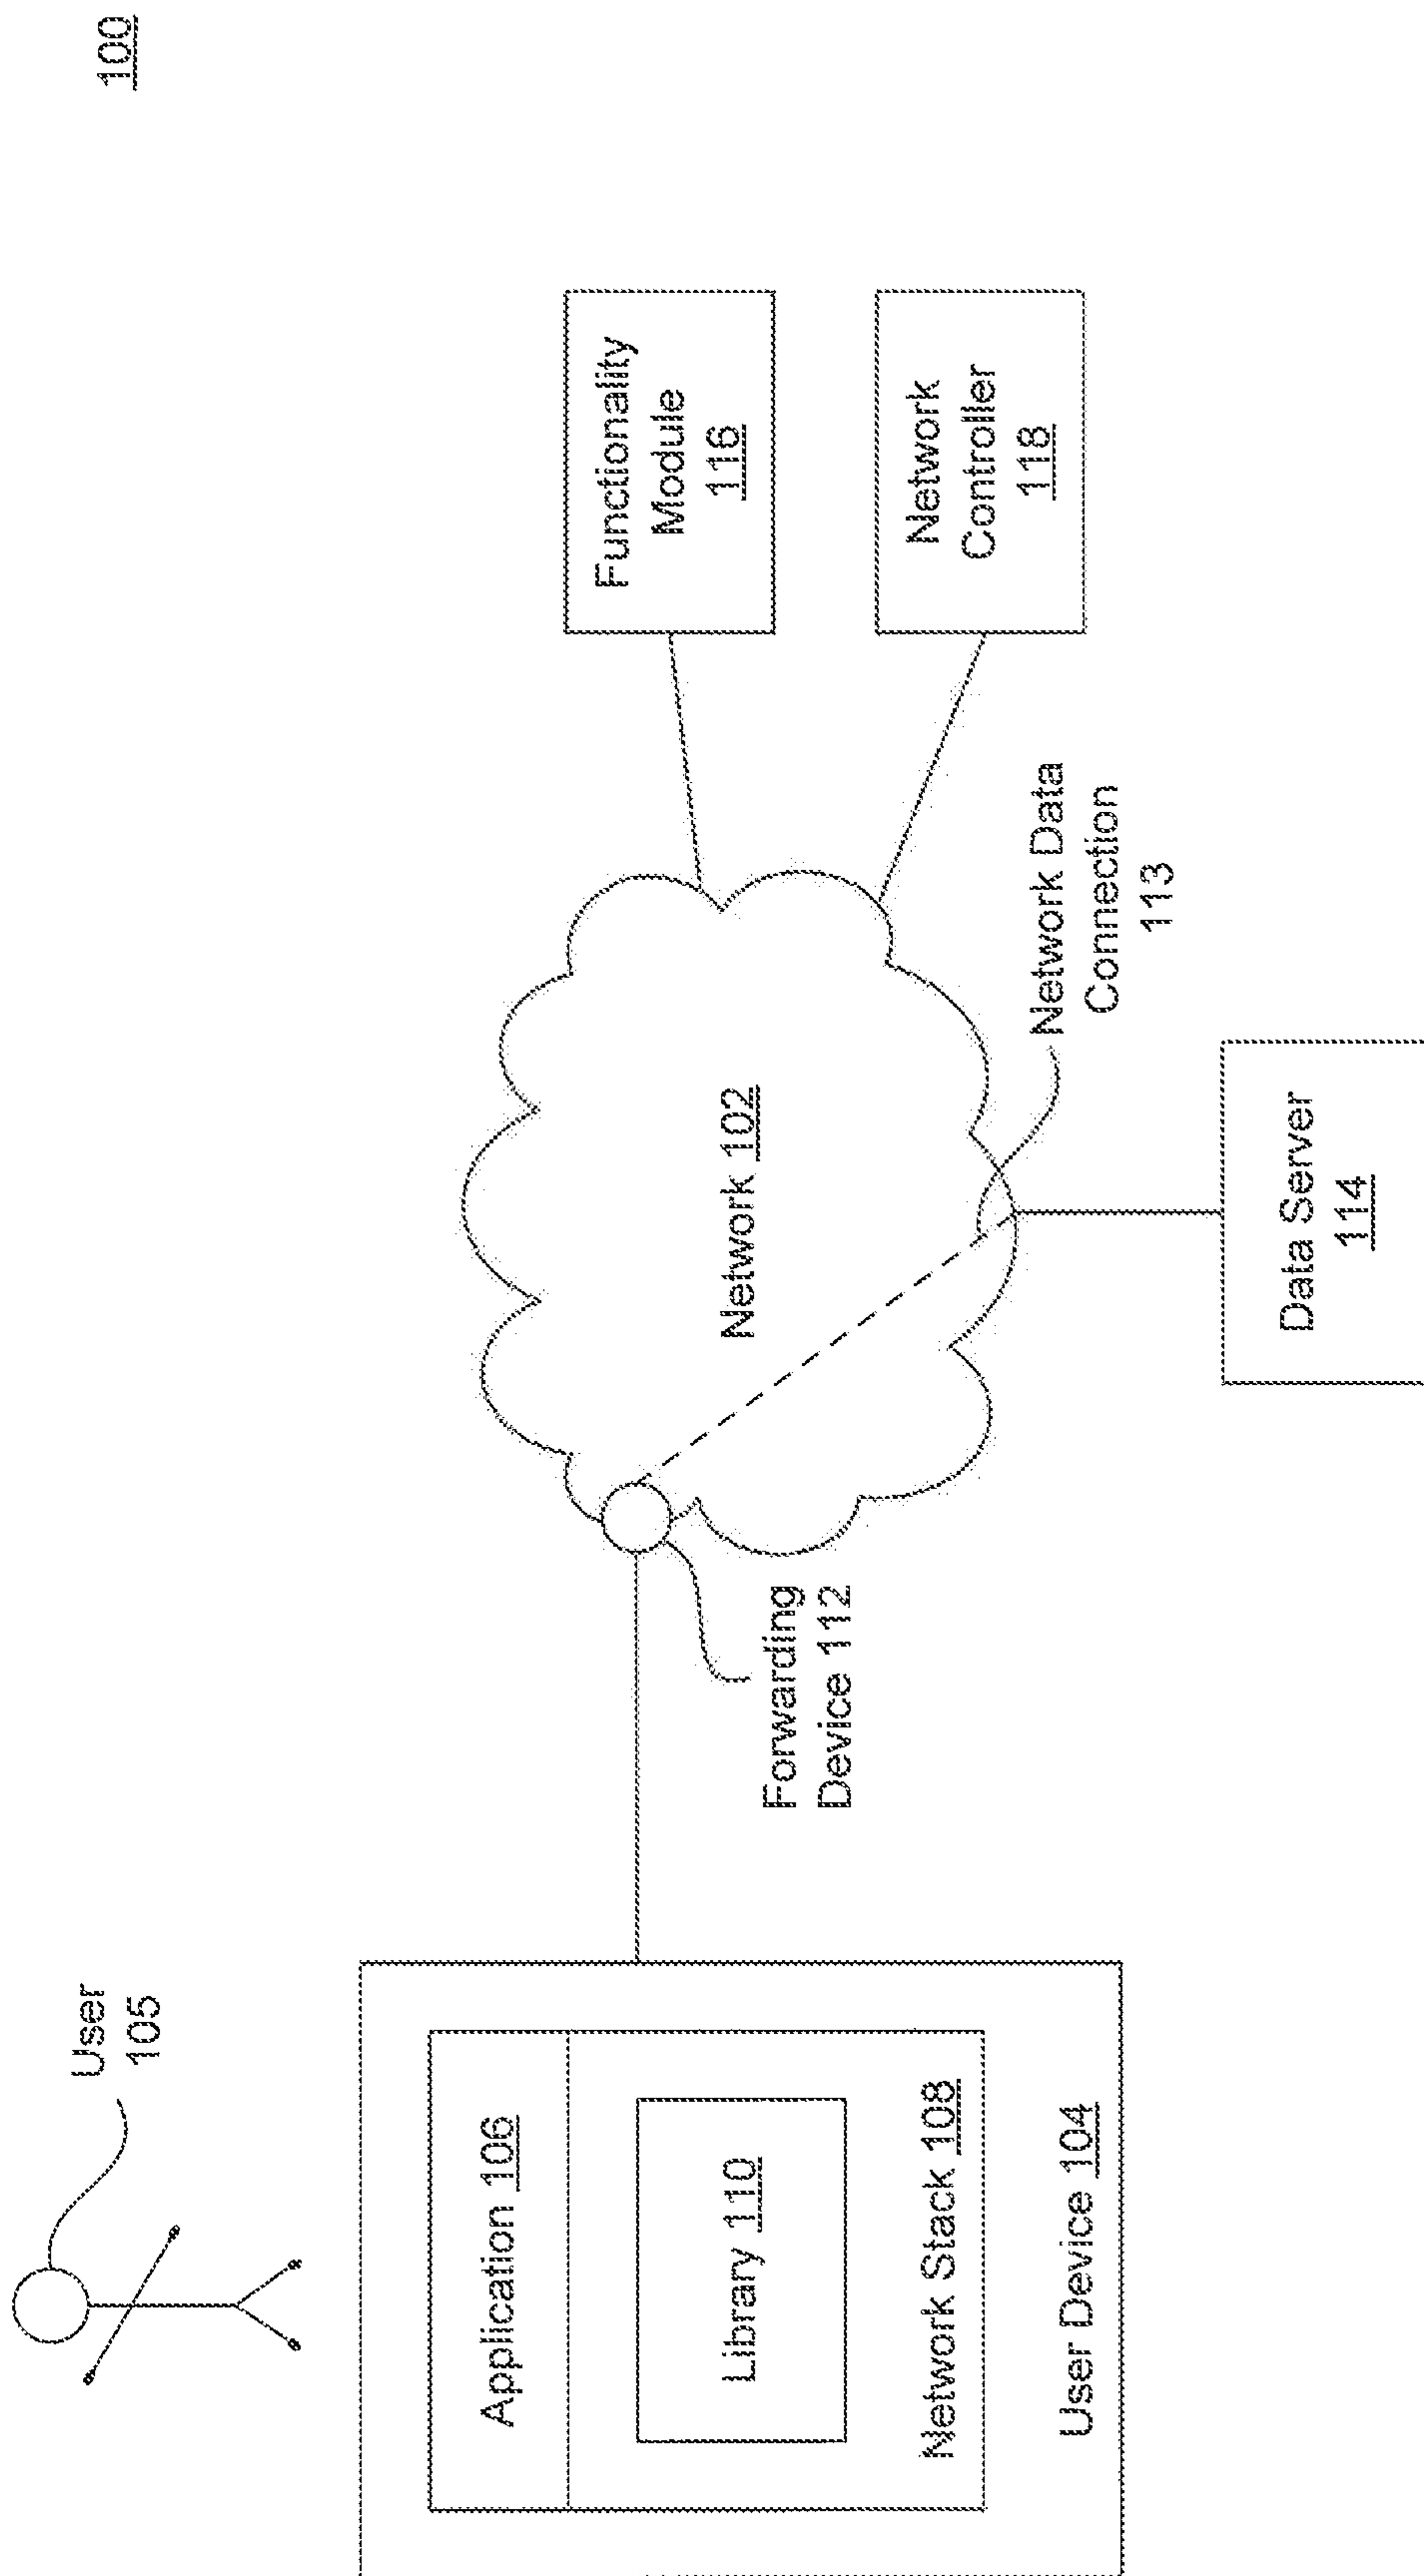 100
User
105
Application 106
Library 110
Network Stack 108
User Device 104
Forwarding
Device 112
Network 102
Network Data
Connection
113
Data Server
114
Functionality
Module
116
Network
Controller
118